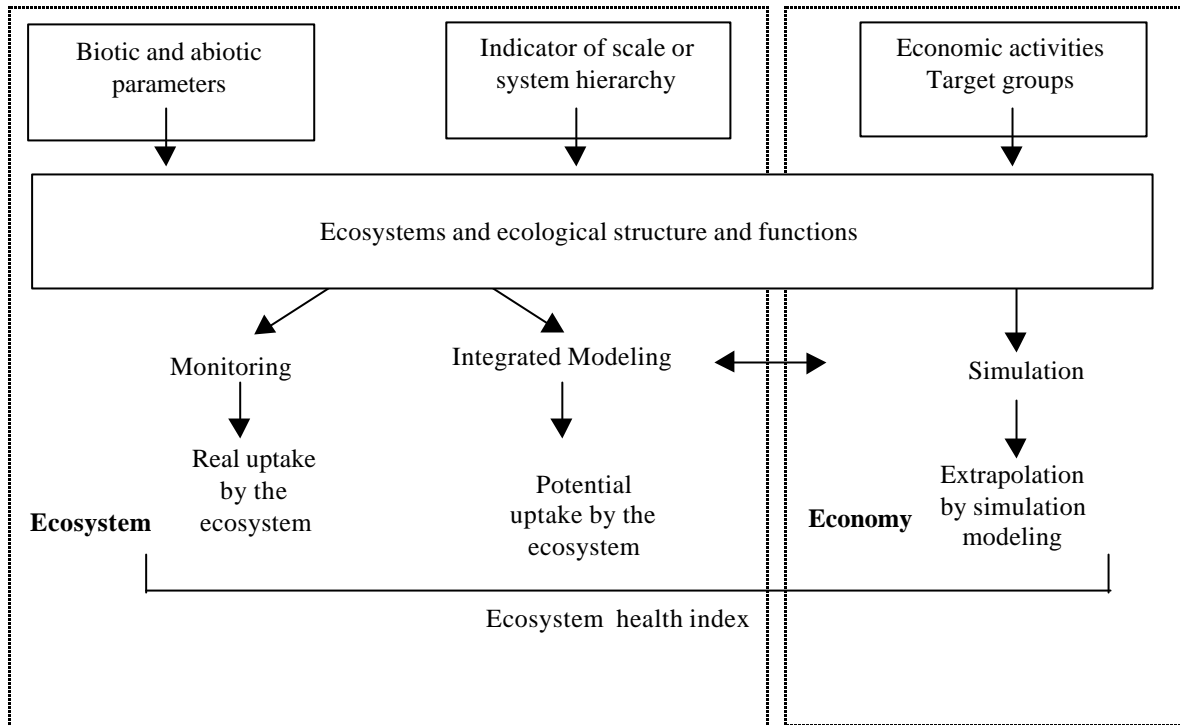 Biotic and abiotic
parameters
Indicator of scale or
system hierarchy
Economic activities
Target groups
Ecosystems and ecological structure and functions
Monitoring
Integrated Modeling
Simulation
Real uptake
by the
ecosystem
Potential
uptake by the
ecosystem
Extrapolation
by simulation
modeling
Ecosystem
Economy
Ecosystem health index